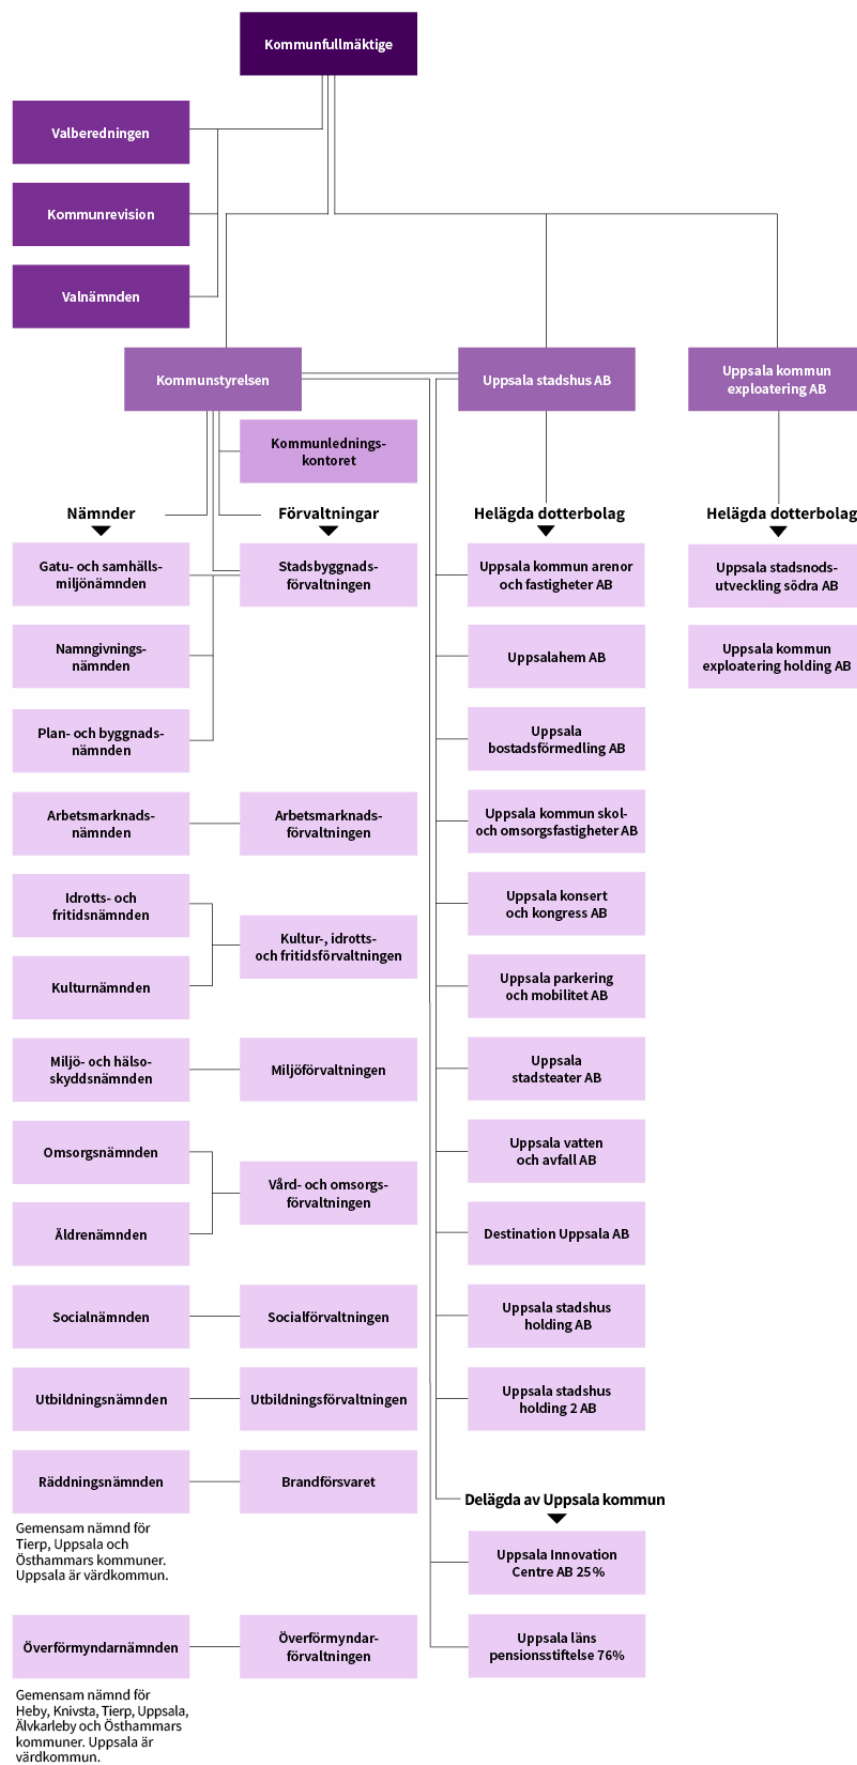 Kommunfullmäktige
Valberedningen
Kommunrevision
Valnämnden
Kommunstyrelsen
Uppsala stadshus AB
Uppsala kommun
exploatering AB
Kommunlednings-
kontoret
Nämnder
Gatu- och samhälls-
miljönämnden
Namngivnings-
nämnden
Plan- och byggnads-
nämnden
Arbetsmarknads-
nämnden
Idrotts- och
fritidsnämnden
Kulturnämnden
Miljö- och hälso-
skyddsnämnden
Omsorgsnämnden
Äldrenämnden
Socialnämnden
Utbildningsnämnden
Räddningsnämnden
Gemensam nämnd för
Tierp, Uppsala och
Östhammars kommuner.
Uppsala är värdkommun.
Överförmyndarnämnden
Gemensam nämnd för
Heby, Knivsta, Tierp, Uppsala,
Älvkarleby och Östhammars
kommuner. Uppsala är
värdkommun.
Förvaltningar
Stadsbyggnads-
förvaltningen
Arbetsmarknads-
förvaltningen
Kultur-, idrotts-
och fritidsförvaltningen
Miljöförvaltningen
Vård- och omsorgs-
förvaltningen
Socialförvaltningen
Utbildningsförvaltningen
Brandförsvaret
Överförmyndar-
förvaltningen
Helägda dotterbolag
Uppsala kommun arenor
och fastigheter AB
Uppsalahem AB
Uppsala
bostadsförmedling AB
Uppsala kommun skol-
och omsorgsfastigheter AB
Uppsala konsert
och kongress AB
Uppsala parkering
och mobilitet AB
Uppsala
stadsteater AB
Uppsala vatten
och avfall AB
Destination Uppsala AB
Uppsala stadshus
holding AB
Uppsala stadshus
holding 2 AB
Delägda av Uppsala kommun
Uppsala Innovation
Centre AB 25 %
Uppsala läns
pensionsstiftelse 76%
Helägda dotterbolag
Uppsala stadsnods-
utveckling södra AB
Uppsala kommun
exploatering holding AB